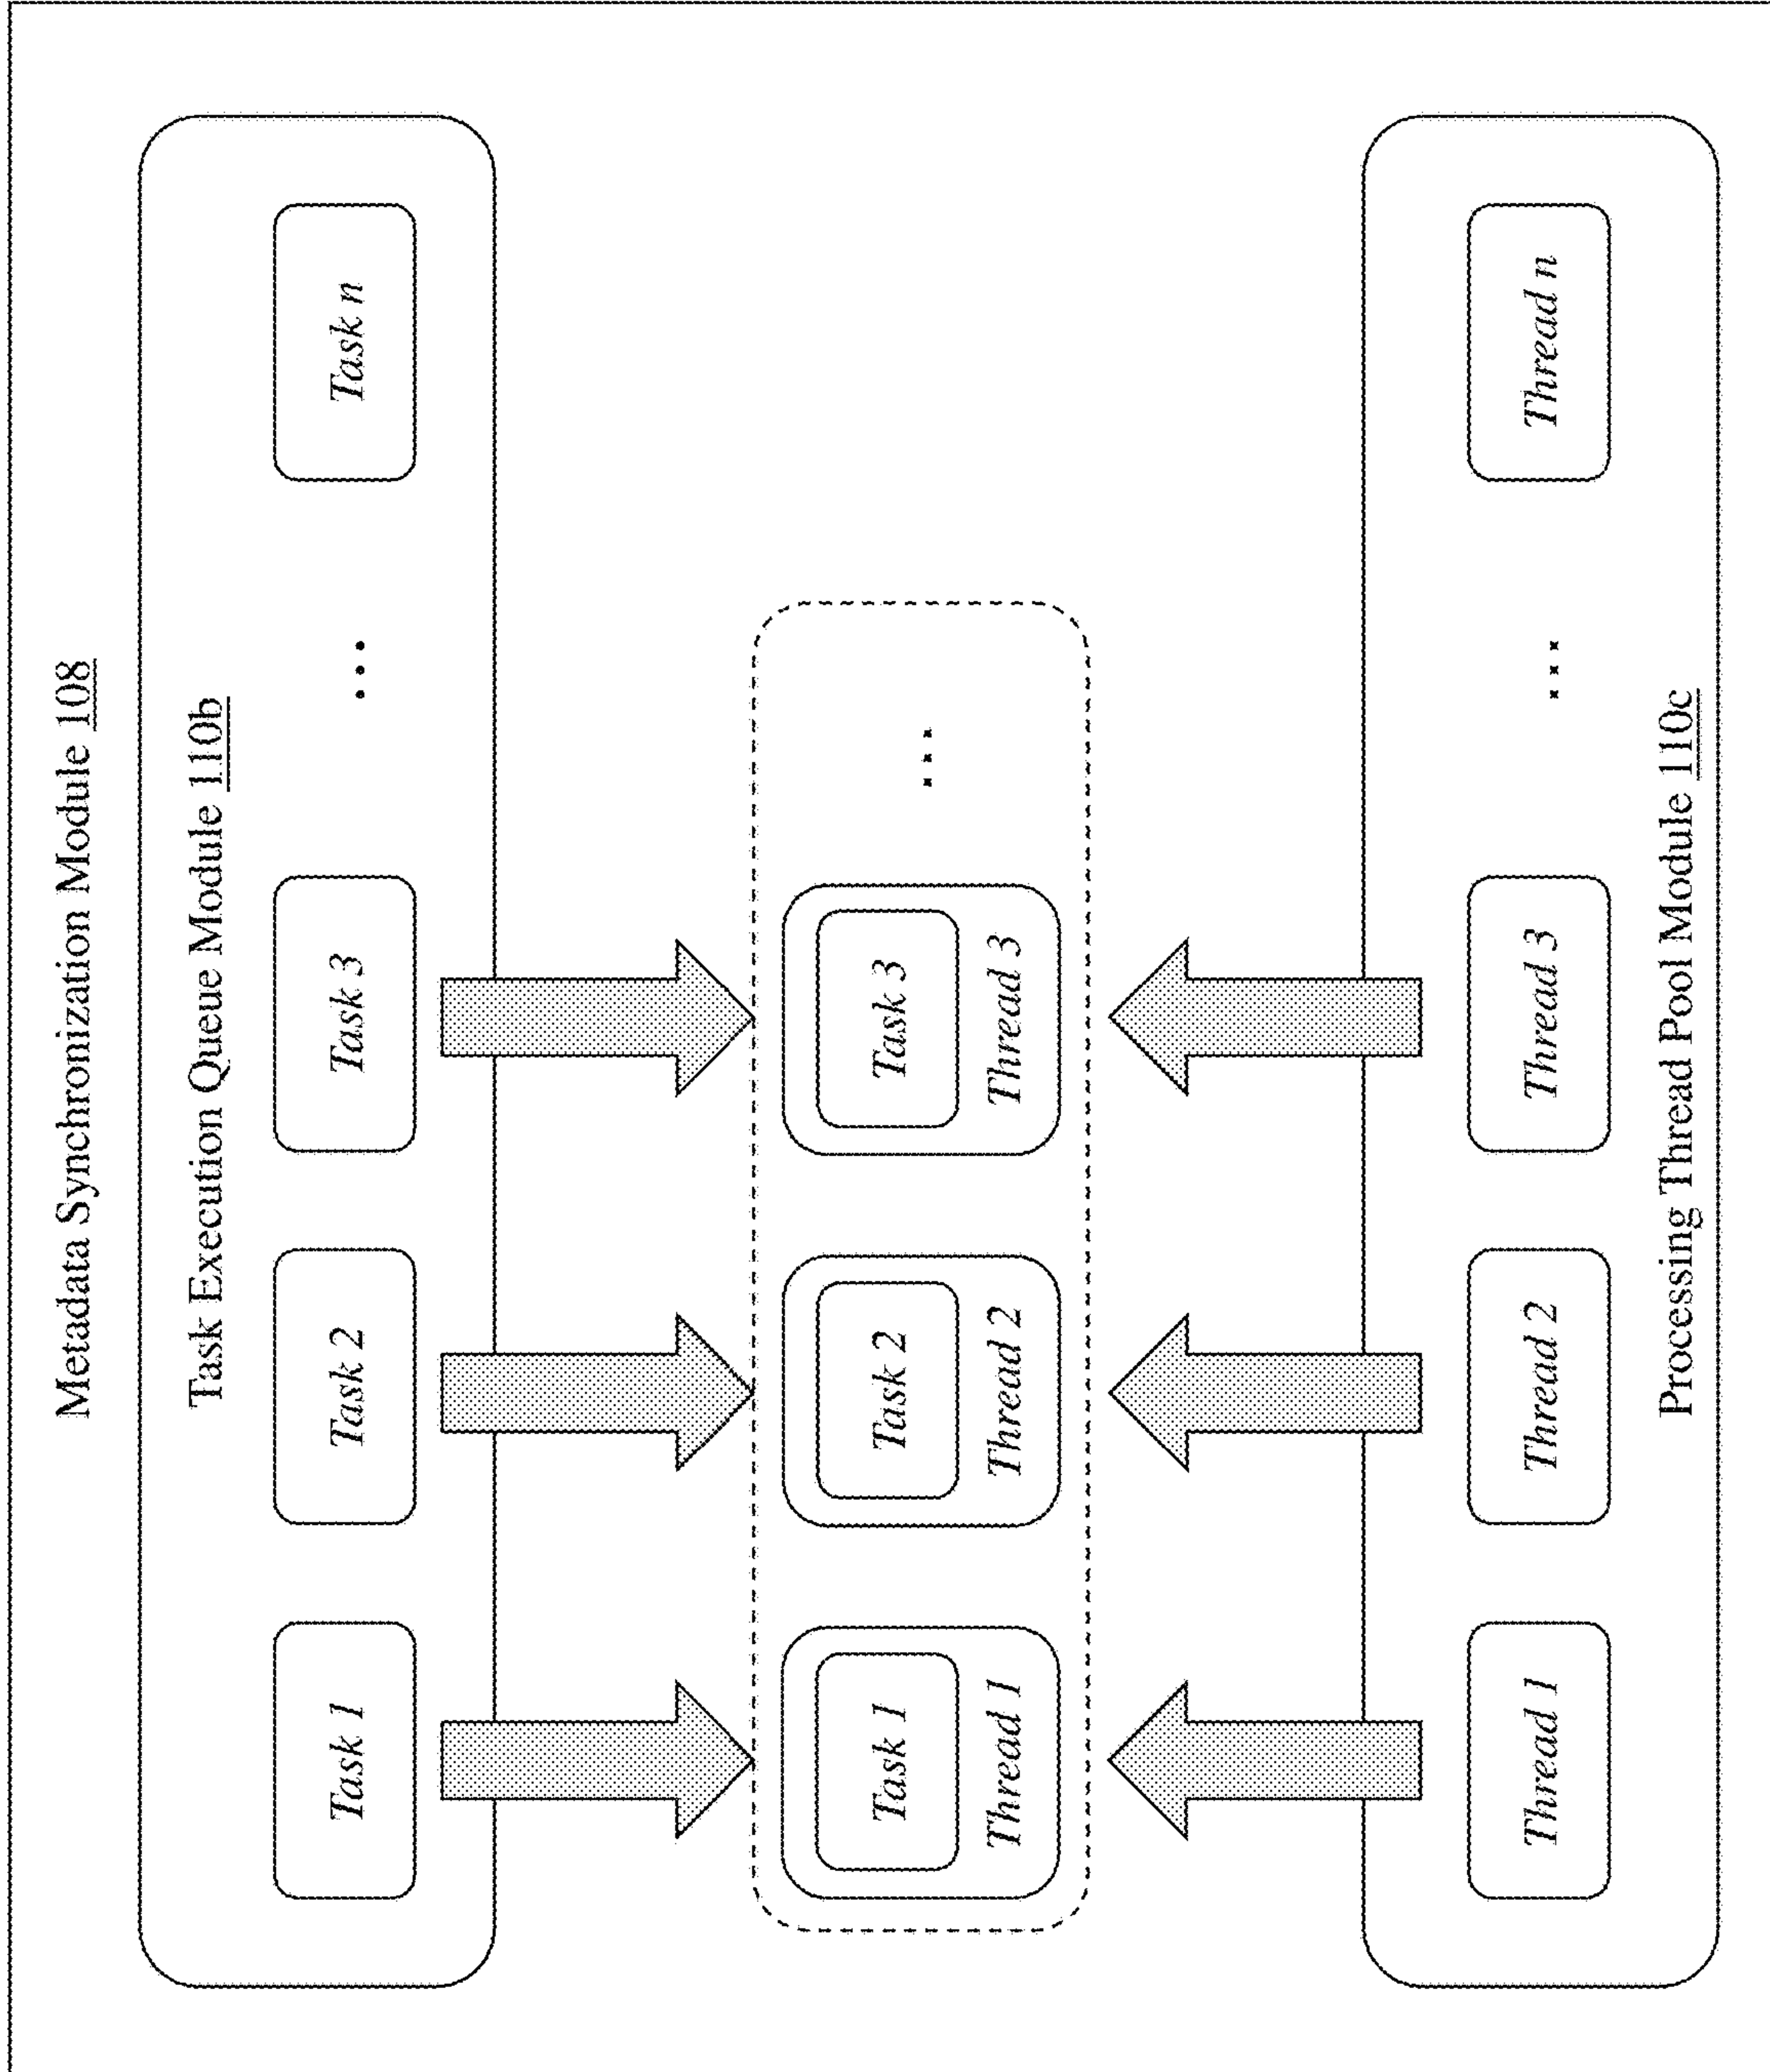 Metadata Synchronization Module 108
Task Execution Queue Module 110b
Task 1
Task 2
Task 3
...
Task n
Task 1
Thread 1
Task 2
Thread 2
Task 3
Thread 3
...
Thread 1
Thread 2
Thread 3
...
Thread n
Processing Thread Pool Module 110c